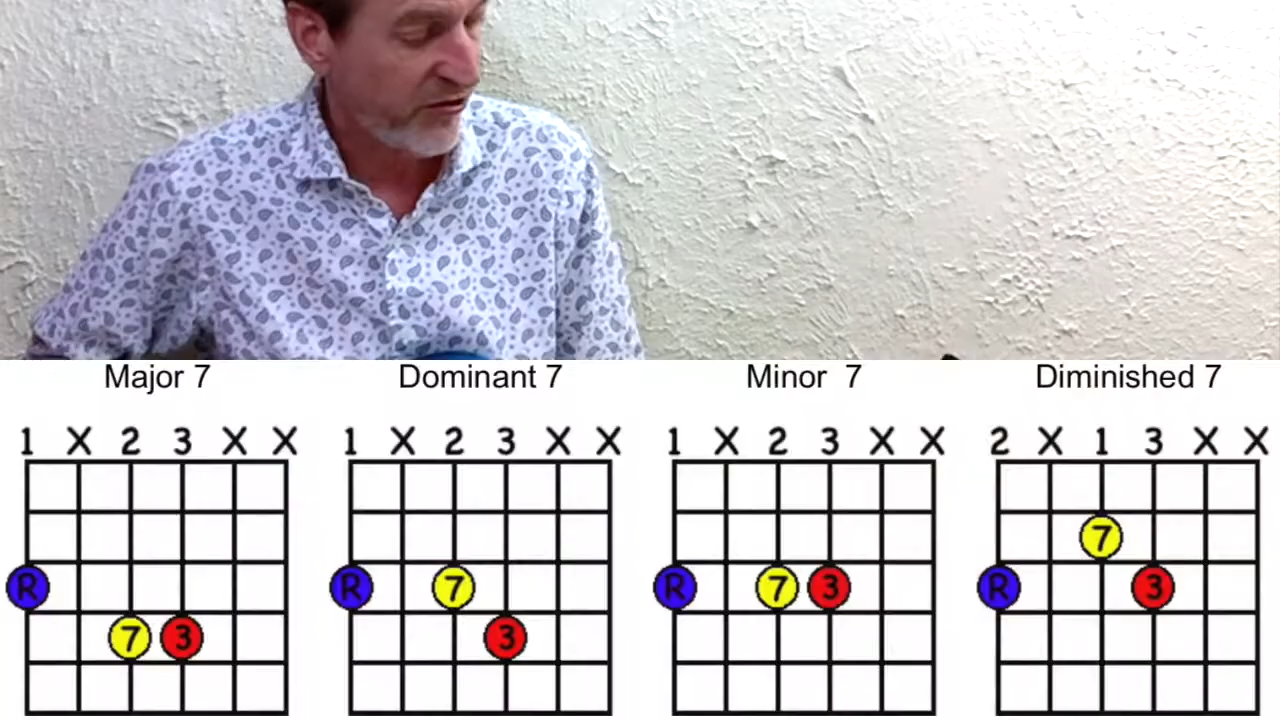 Major 7 Dominant 7 Minor 7 Diminished 7
1 X 2 3 X X 1 X 2 3 X X 1 X 2 3 X X 2 X 1 3 X X
7
R R 7 R 7 3 R 3
7 3 3